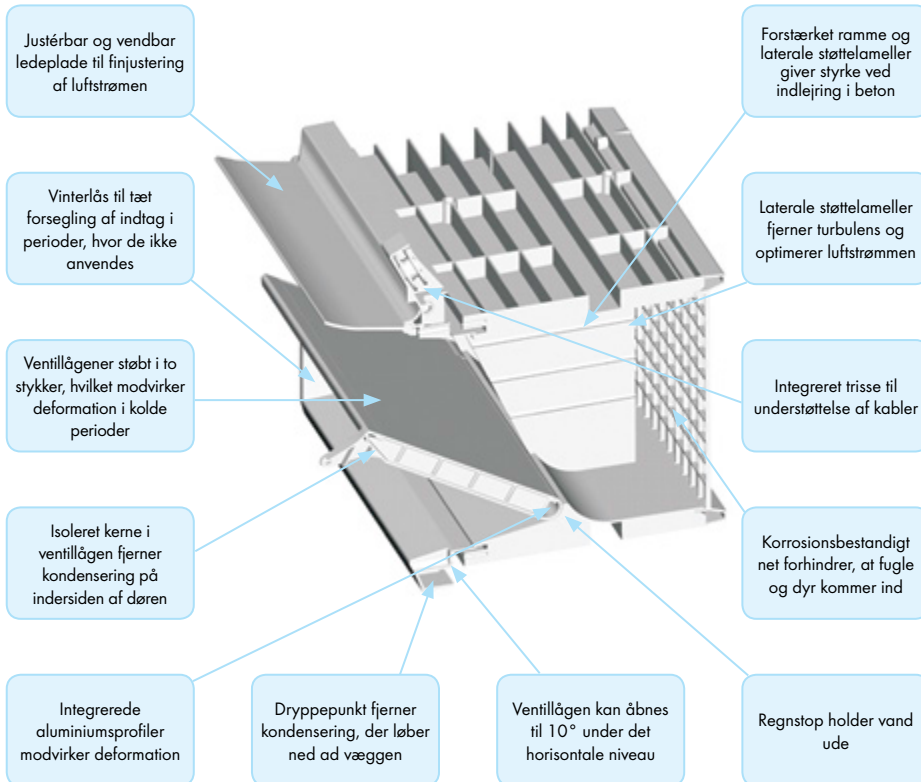 Justérbar og vendbar
ledeplade til finjustering
af luftstrømen
Forstærket ramme og
laterale støttelameller
giver styrke ved
indlejring i beton
Vinterlås til tæt
forsegling af indtag i
perioder, hvor de ikke
anvendes
Laterale støttelameller
fjerner turbulens og
optimerer luftstrømmen
Ventillågener støbt i to
stykker, hvilket modvirker
deformation i kolde
perioder
Integreret trisse til
understøttelse af kabler
Isoleret kerne i
ventillågen fjerner
kondensering på
indersiden af døren
Korrosionsbestandigt
net forhindrer, at fugle
og dyr kommer ind
Integrerede
aluminiumsprofiler
modvirker deformation
Dryppepunkt fjerner
kondensering, der løber
ned ad væggen
Ventillågen kan åbnes
til 10° under det
horisontale niveau
Regnstop holder vand
ude